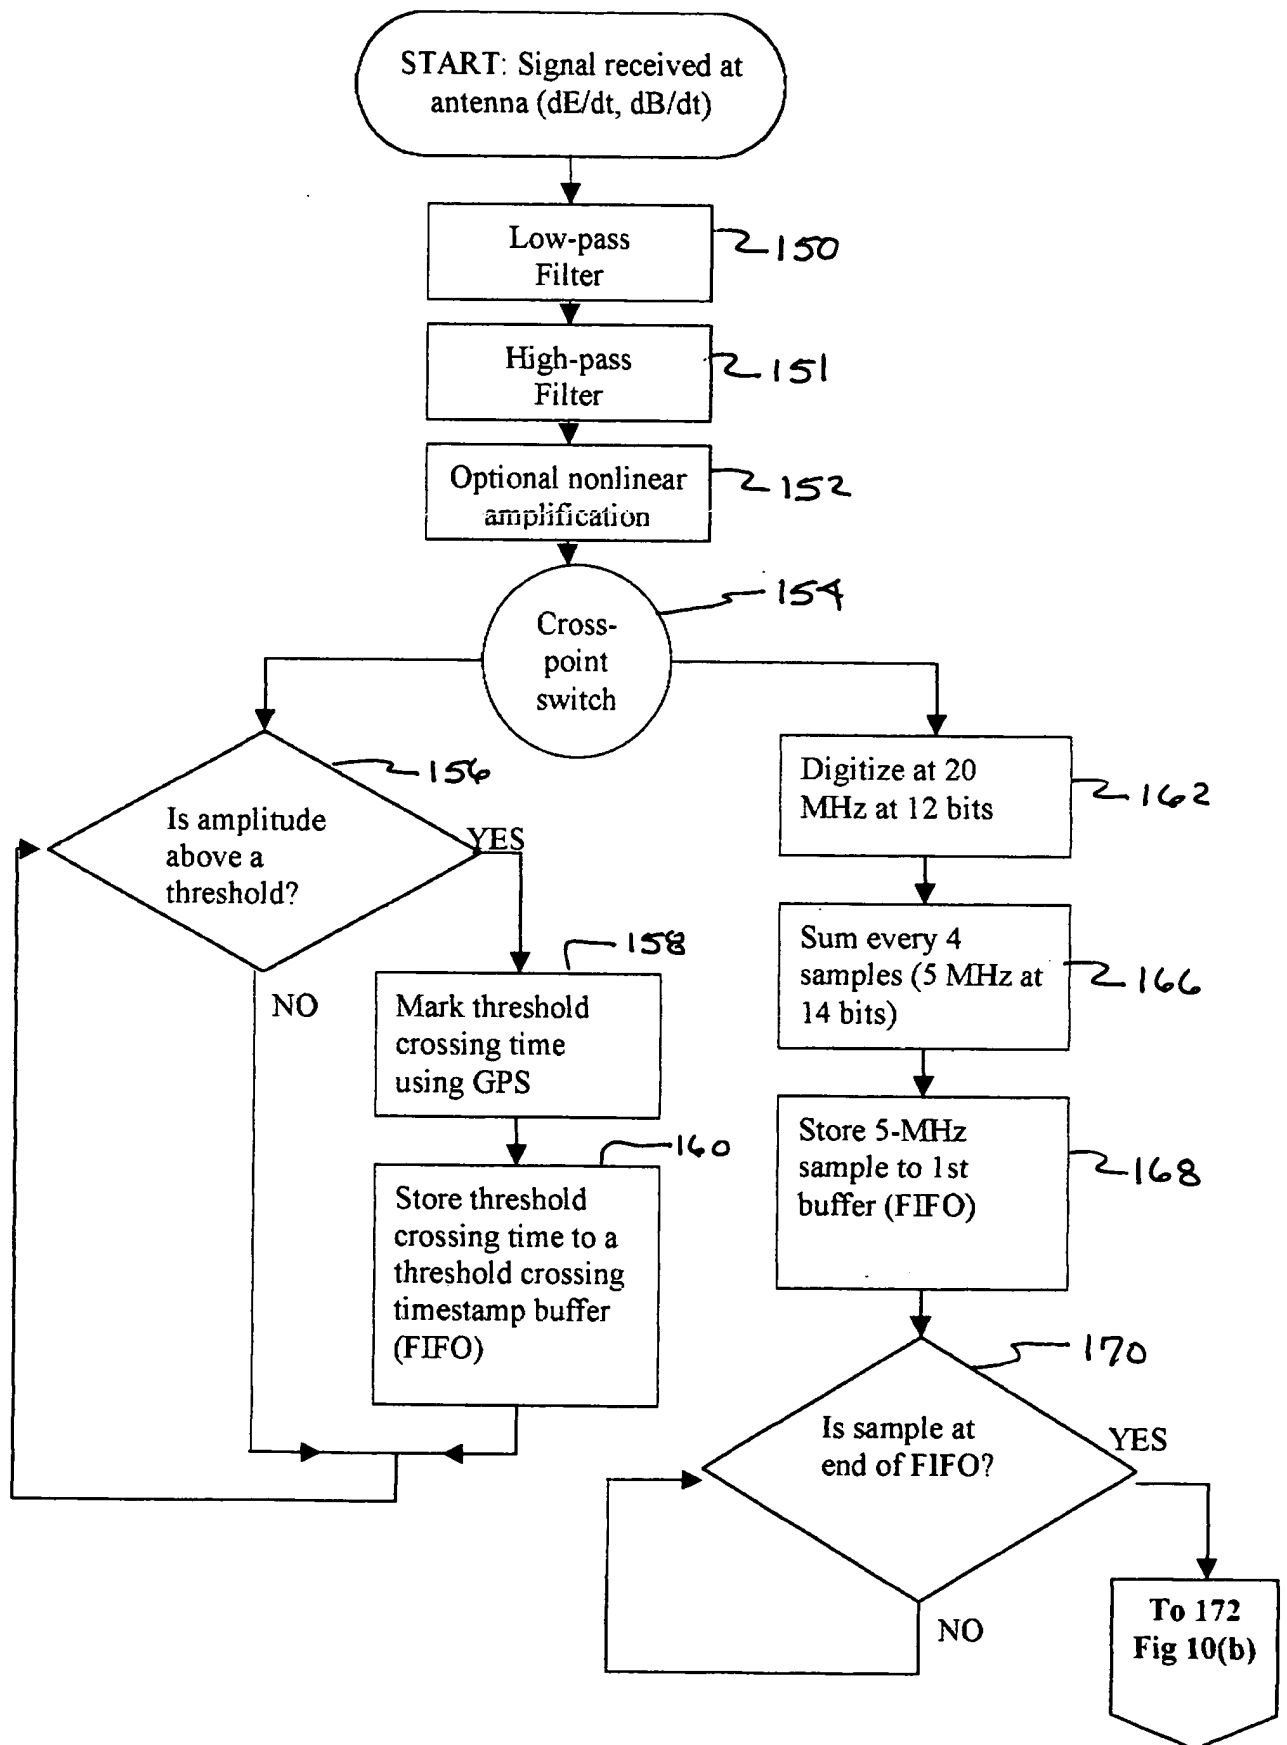 START: Signal received at
antenna (dE/dt, dB/dt)
Low-pass
Filter
150
High-pass
Filter
151
Optional nonlinear
amplification
152
Cross-
point
switch
154
Is amplitude
above a
threshold?
156
YES
NO
Mark threshold
crossing time
using GPS
158
Store threshold
crossing time to a
threshold crossing
timestamp buffer
(FIFO)
160
Digitize at 20
MHz at 12 bits
162
Sum every 4
samples (5 MHz at
14 bits)
166
Store 5-MHz
sample to 1st
buffer (FIFO)
168
Is sample at
end of FIFO?
170
YES
NO
To 172
Fig 10(b)